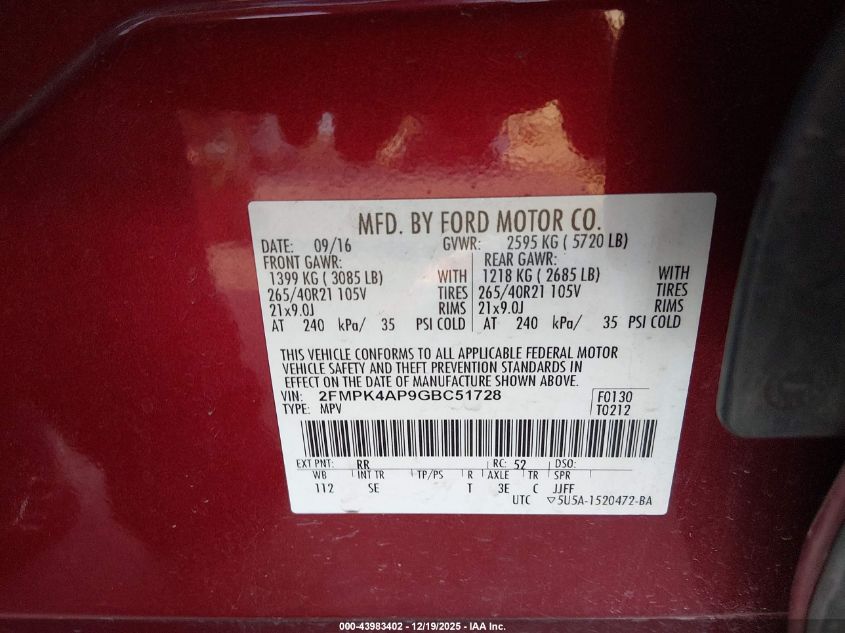 MFD. BY FORD MOTOR CO.
DATE: 09/16 GVWR: 2595 KG ( 5720 LB)
FRONT GAWR: REAR GAWR:
1399 KG ( 3085 LB) WITH 1218 KG ( 2685 LB) WITH
265/40R21 105V TIRES 265/40R21 105V TIRES
21x9.0J RIMS 21x9.0J RIMS
AT 240 kPa/ 35 PSI COLD AT 240 kPa/ 35 PSI COLD
THIS VEHICLE CONFORMS TO ALL APPLICABLE FEDERAL MOTOR
VEHICLE SAFETY AND THEFT PREVENTION STANDARDS IN
EFFECT ON THE DATE OF MANUFACTURE SHOWN ABOVE.
VIN: 2FMPK4AP9GBC51728 F0130
TYPE: MPV T0212
EXT PNT: RR RC: 52 DSO:
WB INT TR TP/PS R AXLE TR SPR
112 SE T 3E C JJFF
UTC ▽5U5A-1520472-BA
000-43983402 - 12/19/2025 - IAA Inc.